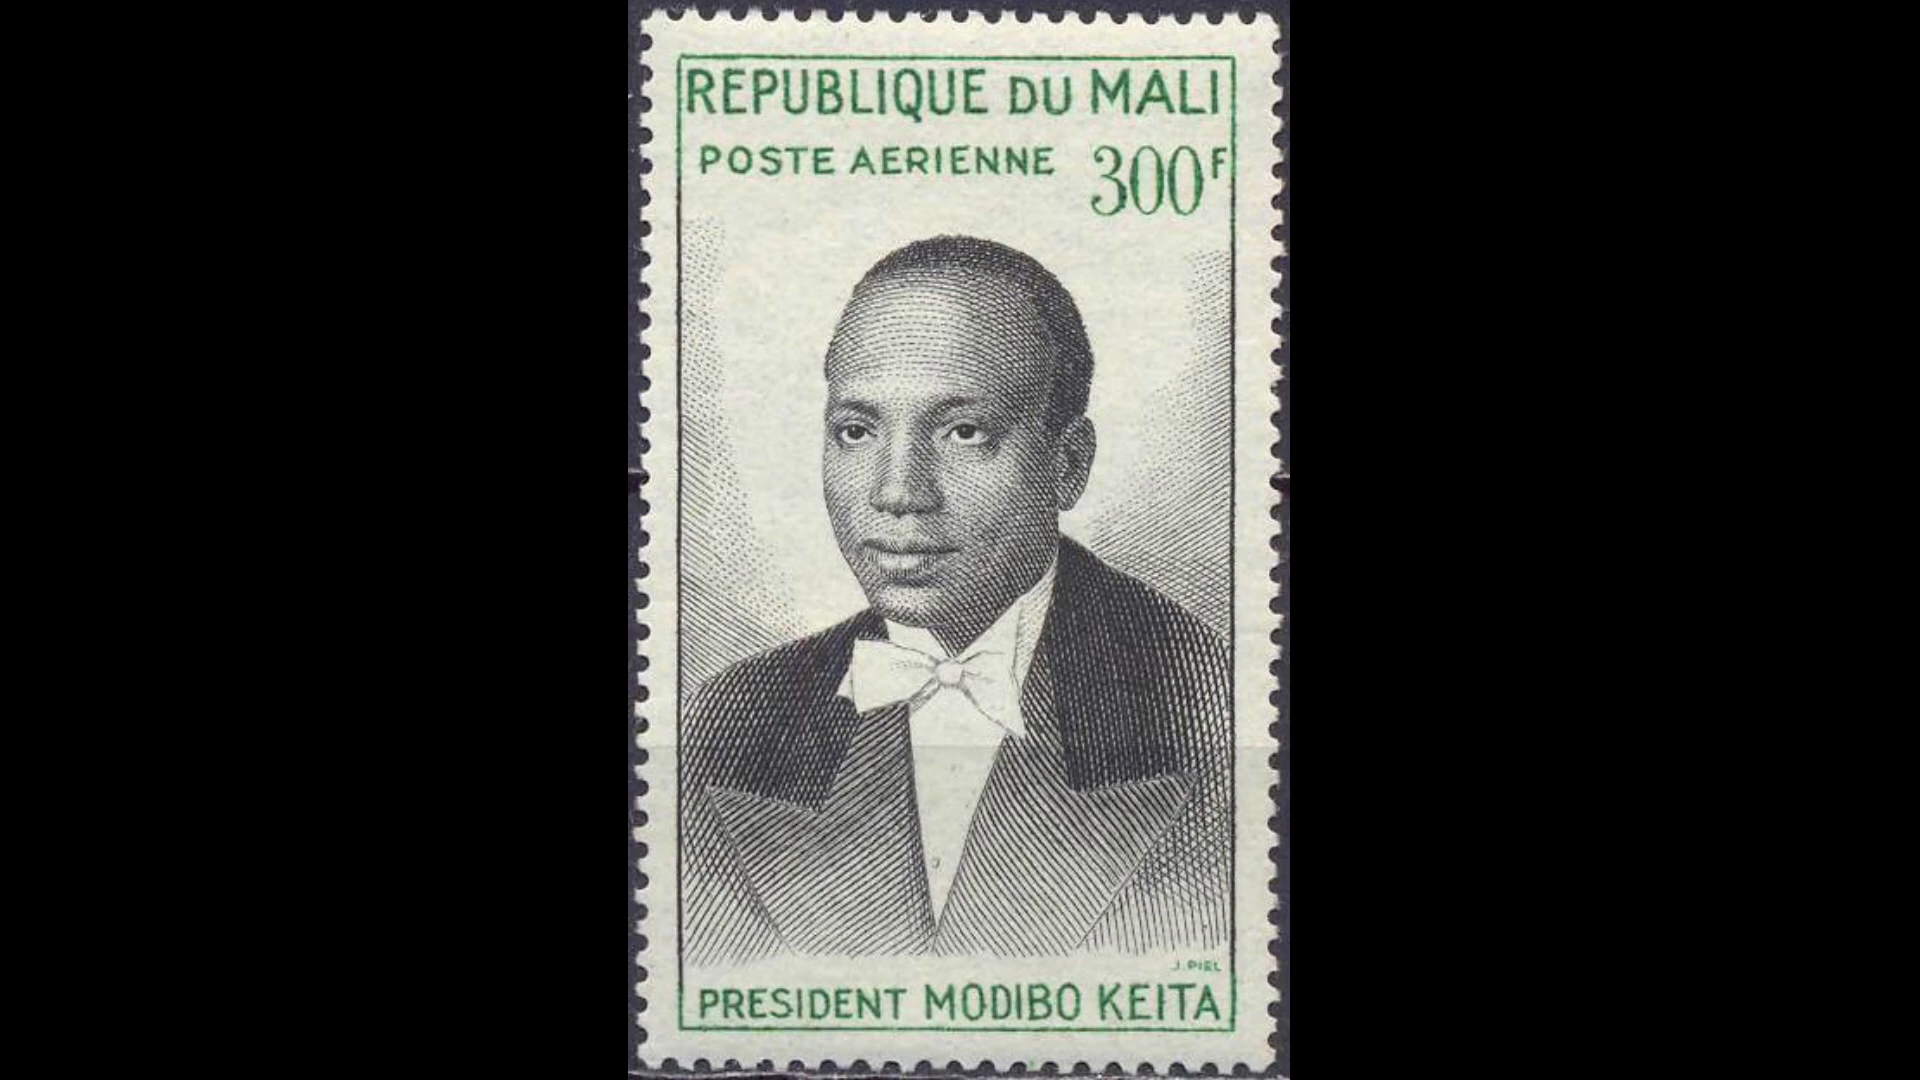 REPUBLIQUE DU MALI
POSTE AERIENNE 300F
J. PIEL
PRESIDENT MODIBO KEITA